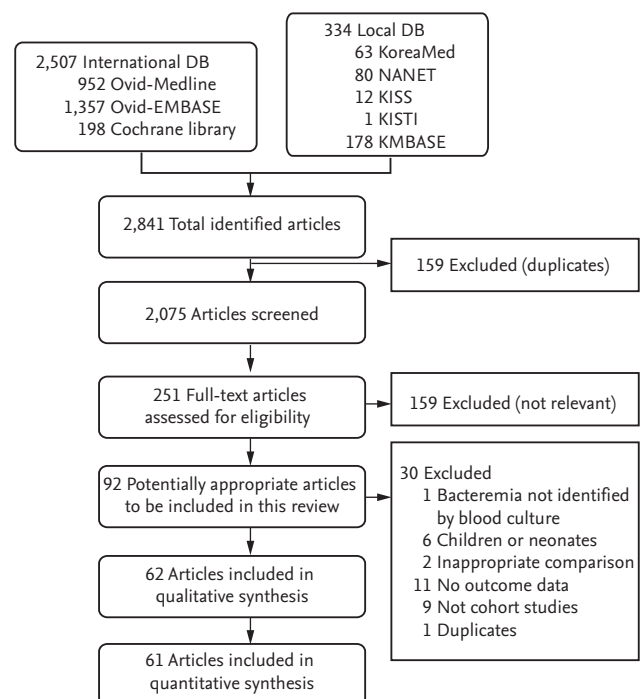 2,507 International DB
952 Ovid-Medline
1,357 Ovid-EMBASE
198 Cochrane library
334 Local DB
63 KoreaMed
80 NANET
12 KISS
1 KISTI
178 KMBASE
2,841 Total identified articles
159 Excluded (duplicates)
2,075 Articles screened
251 Full-text articles
assessed for eligibility
159 Excluded (not relevant)
92 Potentially appropriate articles
to be included in this review
30 Excluded
1 Bacteremia not identified
by blood culture
6 Children or neonates
2 Inappropriate comparison
11 No outcome data
9 Not cohort studies
1 Duplicates
62 Articles included in
qualitative synthesis
61 Articles included in
quantitative synthesis